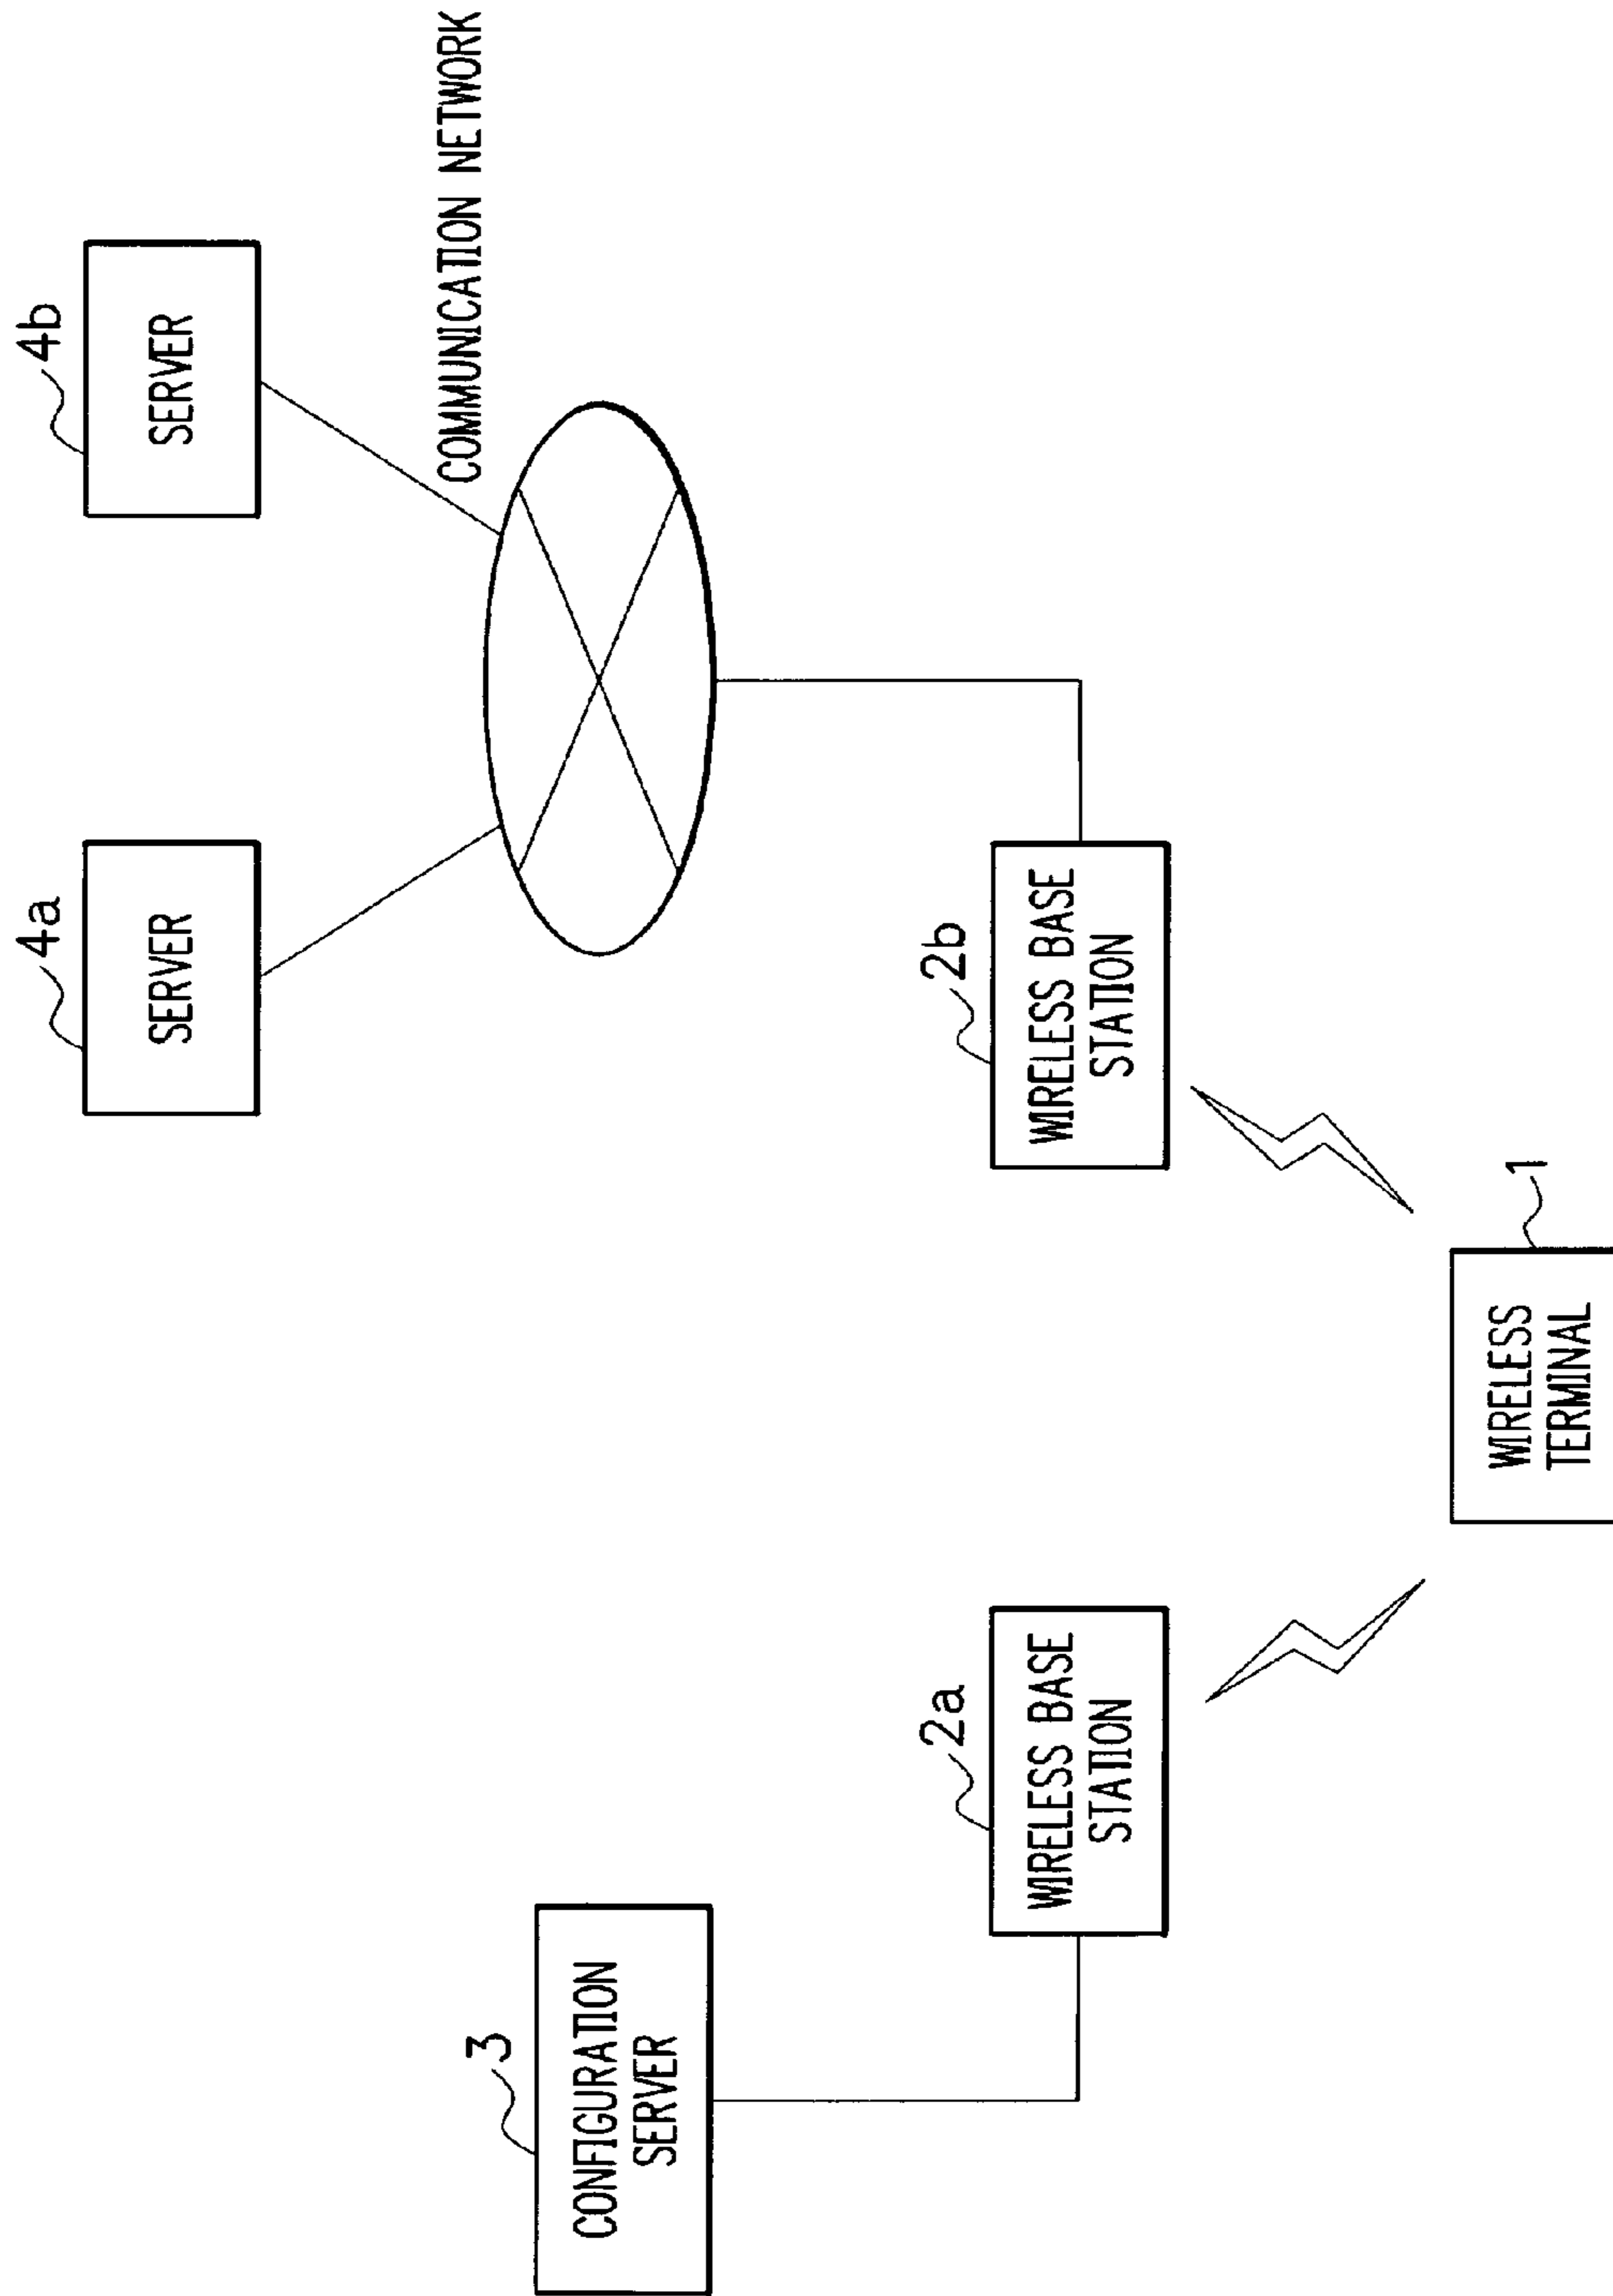 4a
SERVER
4b
SERVER
COMMUNICATION NETWORK
3
CONFIGURATION
SERVER
2a
WIRELESS BASE
STATION
2b
WIRELESS BASE
STATION
1
WIRELESS
TERMINAL